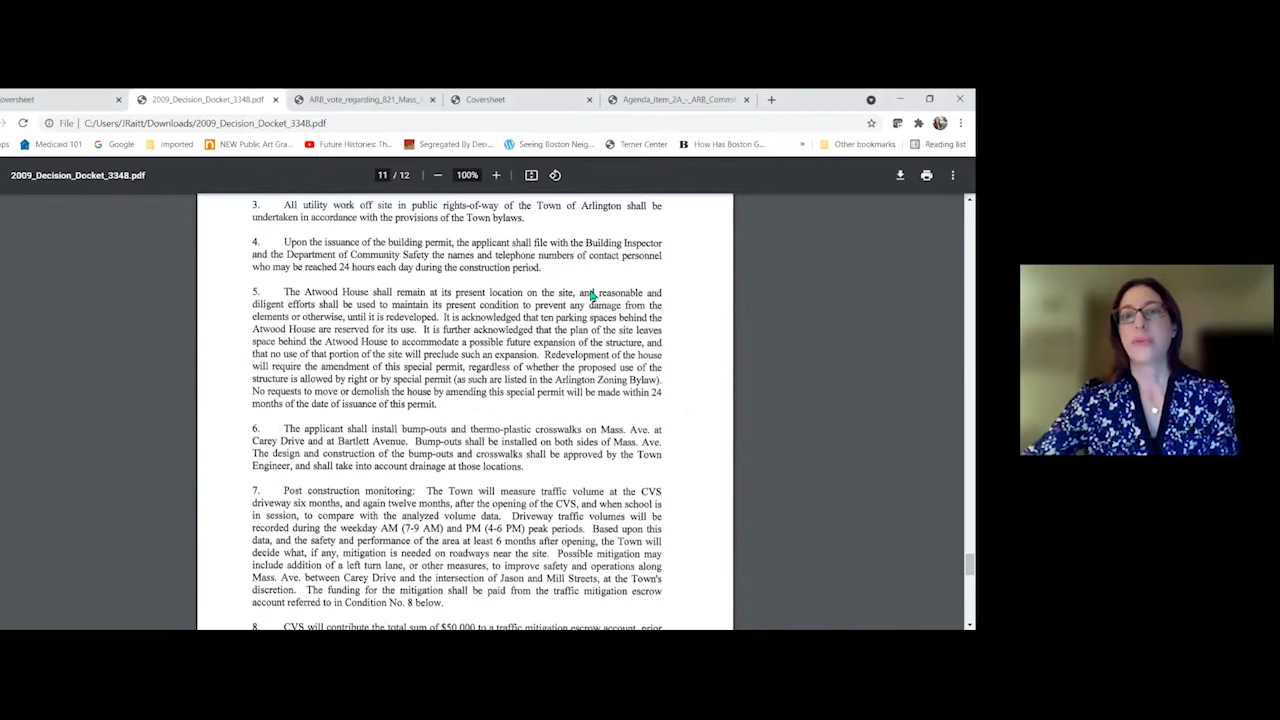 oversheet
2009_Decision_Docket_3348.pdf
ARB_vote_regarding_821_Mass_
Coversheet
Agenda_Item_2A_-_ARB_Commi
File | C:/Users/JRaitt/Downloads/2009_Decision_Docket_3348.pdf
ps Medicaid 101 Google Imported NEW Public Art Gra... Future Histories: Th... Segregated By Desi... Seeing Boston Neig... Terner Center How Has Boston G... » Other bookmarks Reading list
2009_Decision_Docket_3348.pdf 11 / 12 − 100% +
3. All utility work off site in public rights-of-way of the Town of Arlington shall be
undertaken in accordance with the provisions of the Town bylaws.
4. Upon the issuance of the building permit, the applicant shall file with the Building Inspector
and the Department of Community Safety the names and telephone numbers of contact personnel
who may be reached 24 hours each day during the construction period.
5. The Atwood House shall remain at its present location on the site, and reasonable and
diligent efforts shall be used to maintain its present condition to prevent any damage from the
elements or otherwise, until it is redeveloped. It is acknowledged that ten parking spaces behind the
Atwood House are reserved for its use. It is further acknowledged that the plan of the site leaves
space behind the Atwood House to accommodate a possible future expansion of the structure, and
that no use of that portion of the site will preclude such an expansion. Redevelopment of the house
will require the amendment of this special permit, regardless of whether the proposed use of the
structure is allowed by right or by special permit (as such are listed in the Arlington Zoning Bylaw).
No requests to move or demolish the house by amending this special permit will be made within 24
months of the date of issuance of this permit.
6. The applicant shall install bump-outs and thermo-plastic crosswalks on Mass. Ave. at
Carey Drive and at Bartlett Avenue. Bump-outs shall be installed on both sides of Mass. Ave.
The design and construction of the bump-outs and crosswalks shall be approved by the Town
Engineer, and shall take into account drainage at those locations.
7. Post construction monitoring: The Town will measure traffic volume at the CVS
driveway six months, and again twelve months, after the opening of the CVS, and when school is
in session, to compare with the analyzed volume data. Driveway traffic volumes will be
recorded during the weekday AM (7-9 AM) and PM (4-6 PM) peak periods. Based upon this
data, and the safety and performance of the area at least 6 months after opening, the Town will
decide what, if any, mitigation is needed on roadways near the site. Possible mitigation may
include addition of a left turn lane, or other measures, to improve safety and operations along
Mass. Ave. between Carey Drive and the intersection of Jason and Mill Streets, at the Town's
discretion. The funding for the mitigation shall be paid from the traffic mitigation escrow
account referred to in Condition No. 8 below.
8. CVS will contribute the total sum of $50,000 to a traffic mitigation escrow account, prior